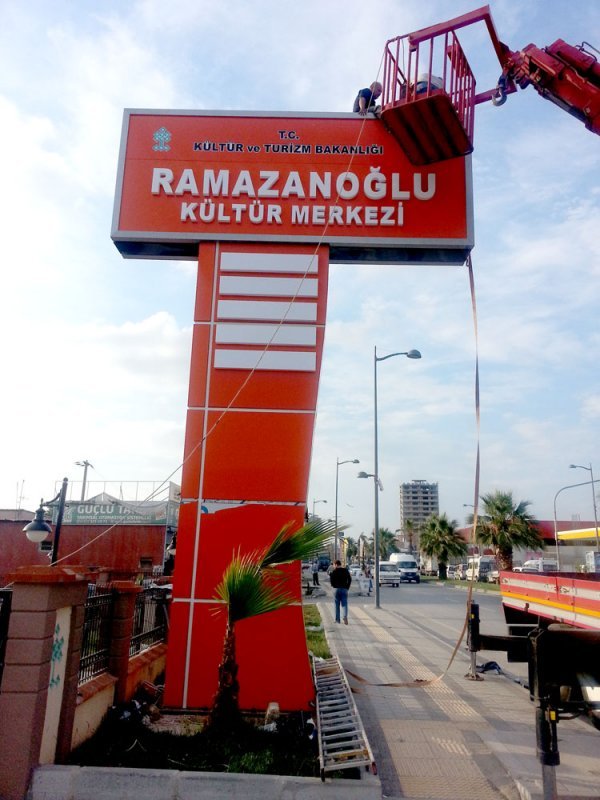 T.C.
KÜLTÜR ve TURİZM BAKANLIĞI
RAMAZANOĞLU
KÜLTÜR MERKEZİ
GÜÇLÜ